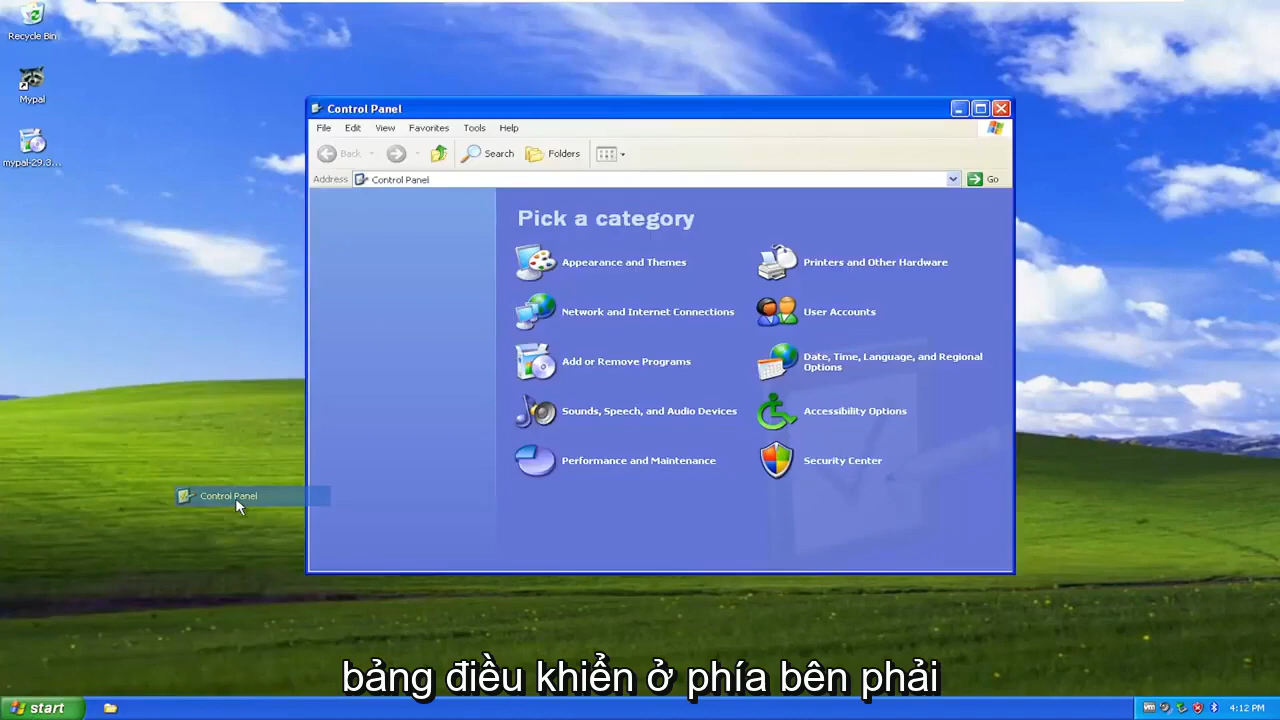 Recycle Bin
Mypal
mypal-29.3...
Control Panel
File Edit View Favorites Tools Help
Back Search Folders
Address Control Panel Go
Pick a category
Appearance and Themes
Printers and Other Hardware
Network and Internet Connections
User Accounts
Add or Remove Programs
Date, Time, Language, and Regional
Options
Sounds, Speech, and Audio Devices
Accessibility Options
Performance and Maintenance
Security Center
Control Panel
bảng điều khiển ở phía bên phải
start
4:12 PM